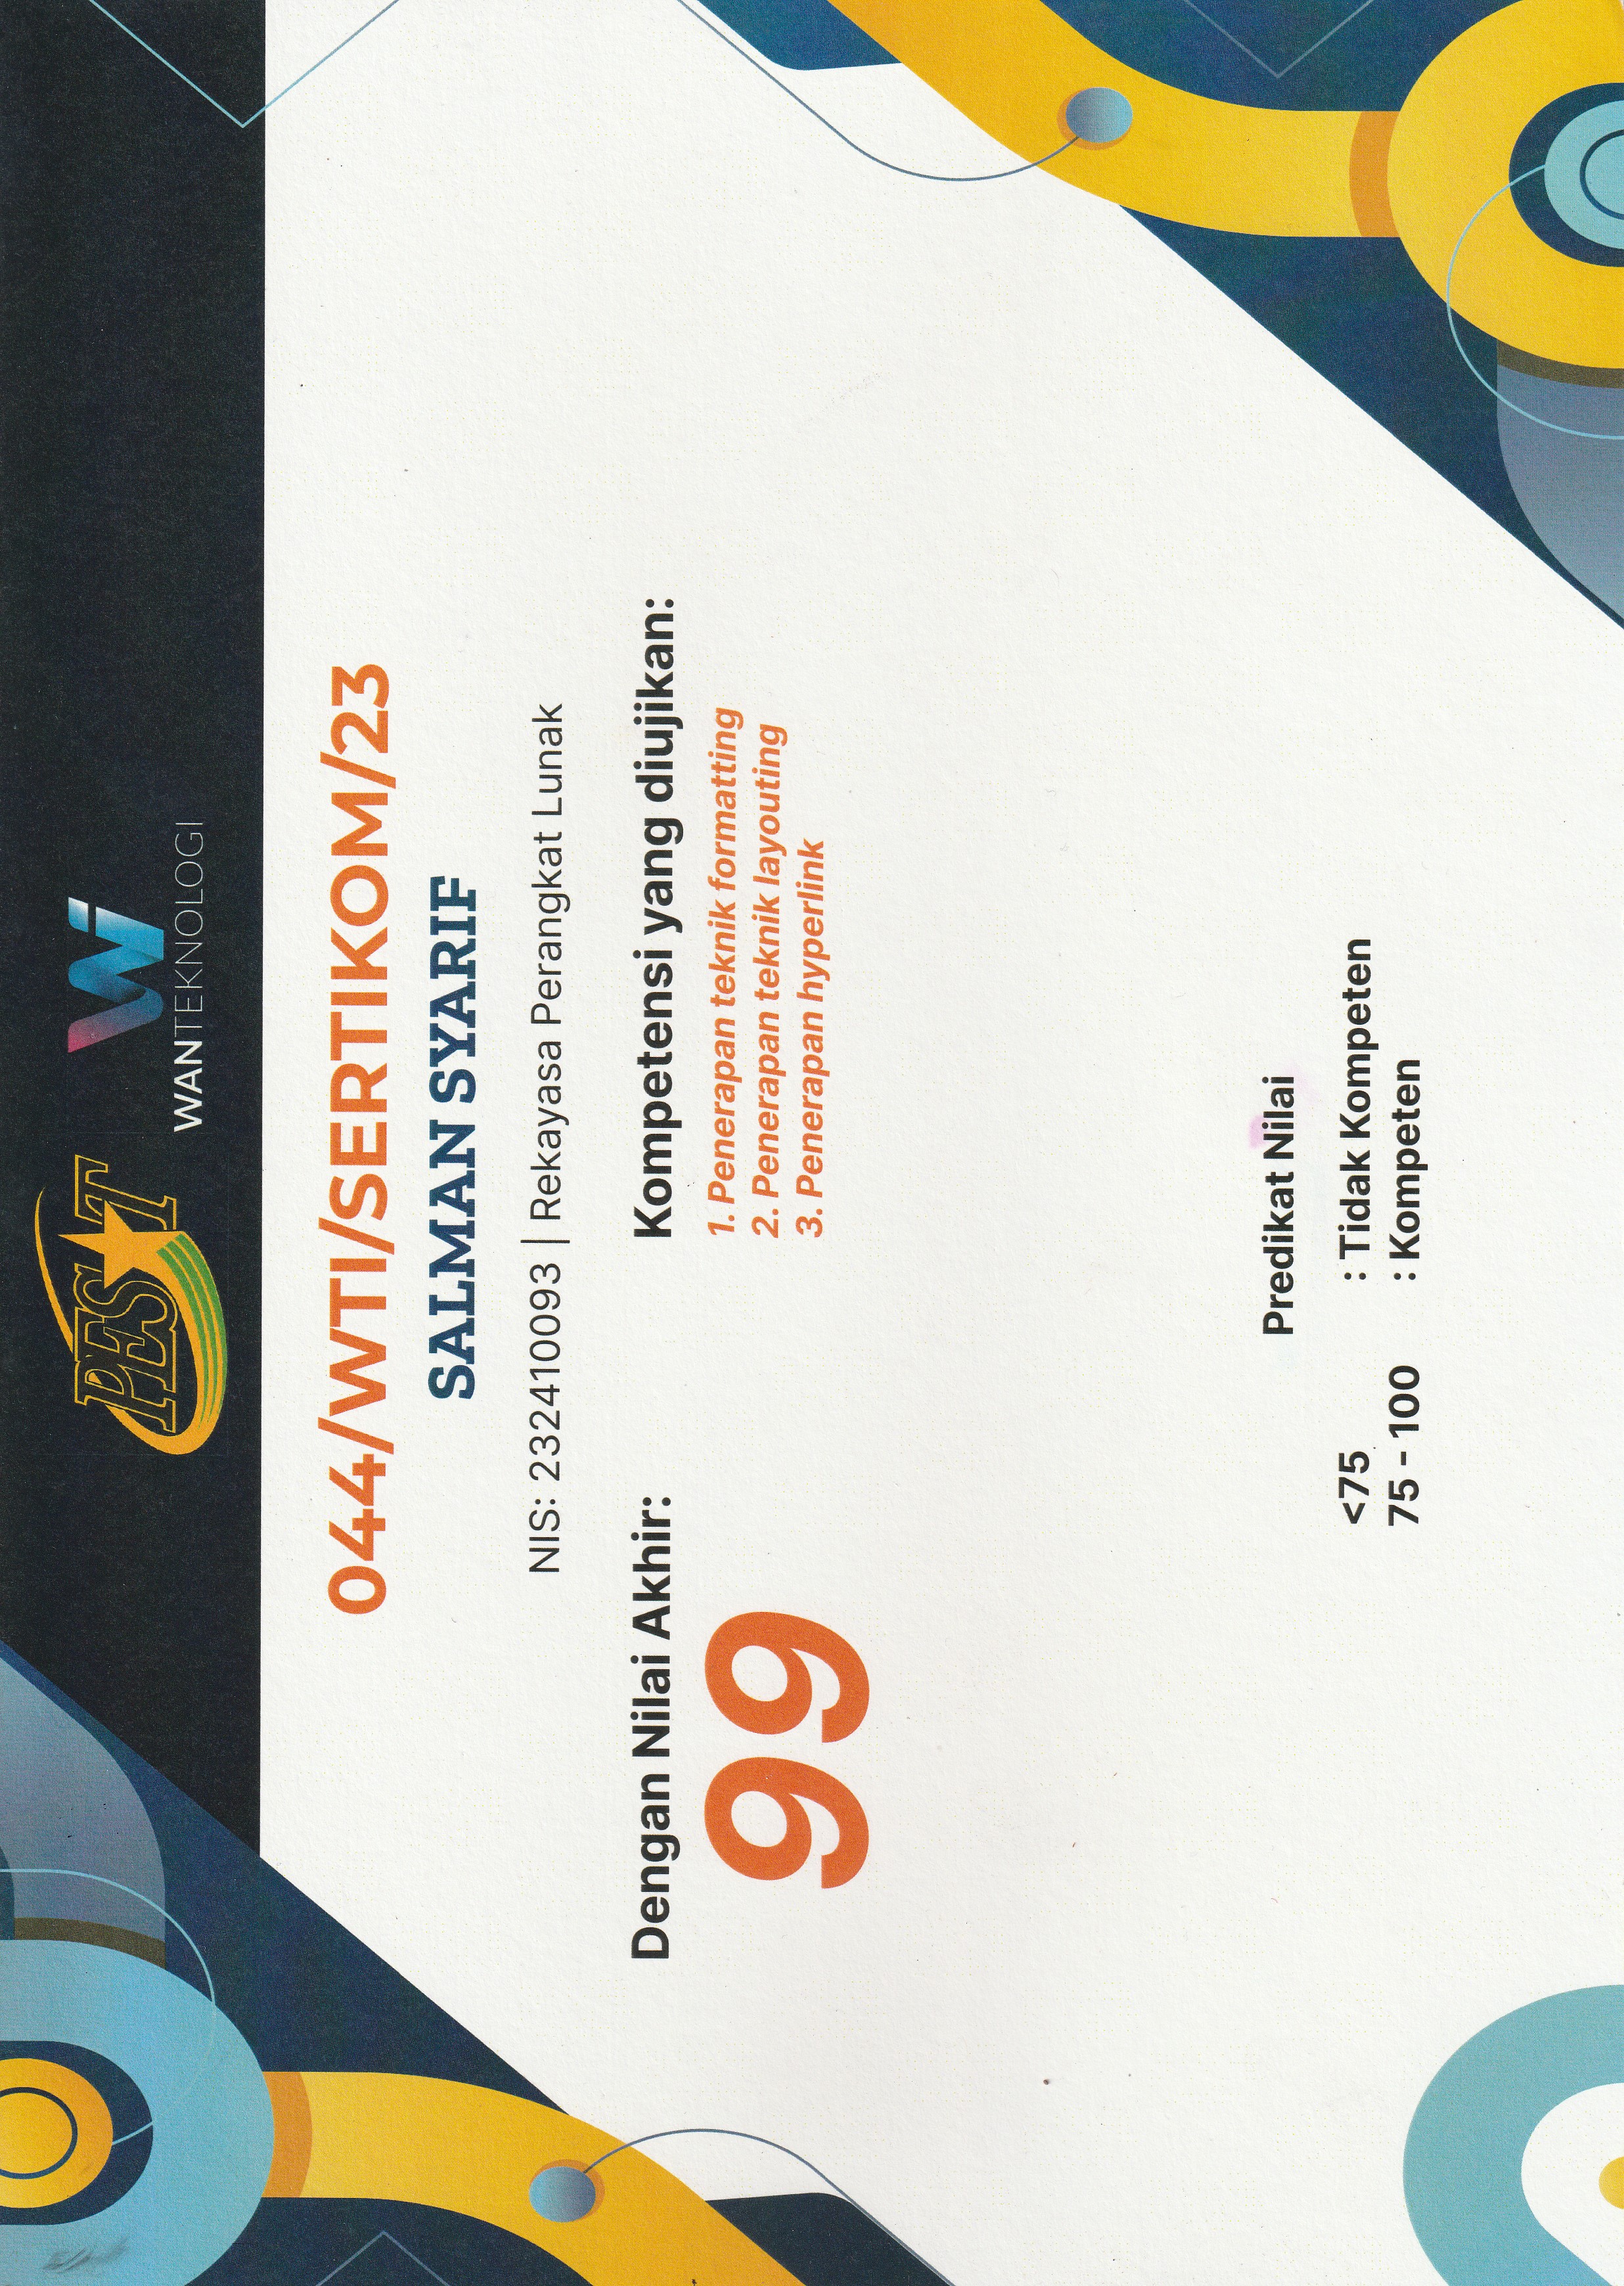 PESAT
Wi
WANTEKNOLOGI
044/WTI/SERTIKOM/23
SALMAN SYARIF
NIS: 232410093 | Rekayasa Perangkat Lunak
Dengan Nilai Akhir:
99
Kompetensi yang diujikan:
1. Penerapan teknik formatting
2. Penerapan teknik layouting
3. Penerapan hyperlink
Predikat Nilai
<75 : Tidak Kompeten
75 - 100 : Kompeten